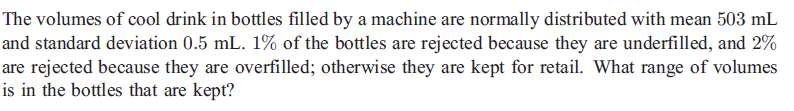 The volumes of cool drink in bottles filled by a machine are normally distributed with mean 503 mL
and standard deviation 0.5 mL. 1% of the bottles are rejected because they are underfilled, and 2%
are rejected because they are overfilled; otherwise they are kept for retail. What range of volumes
is in the bottles that are kept?